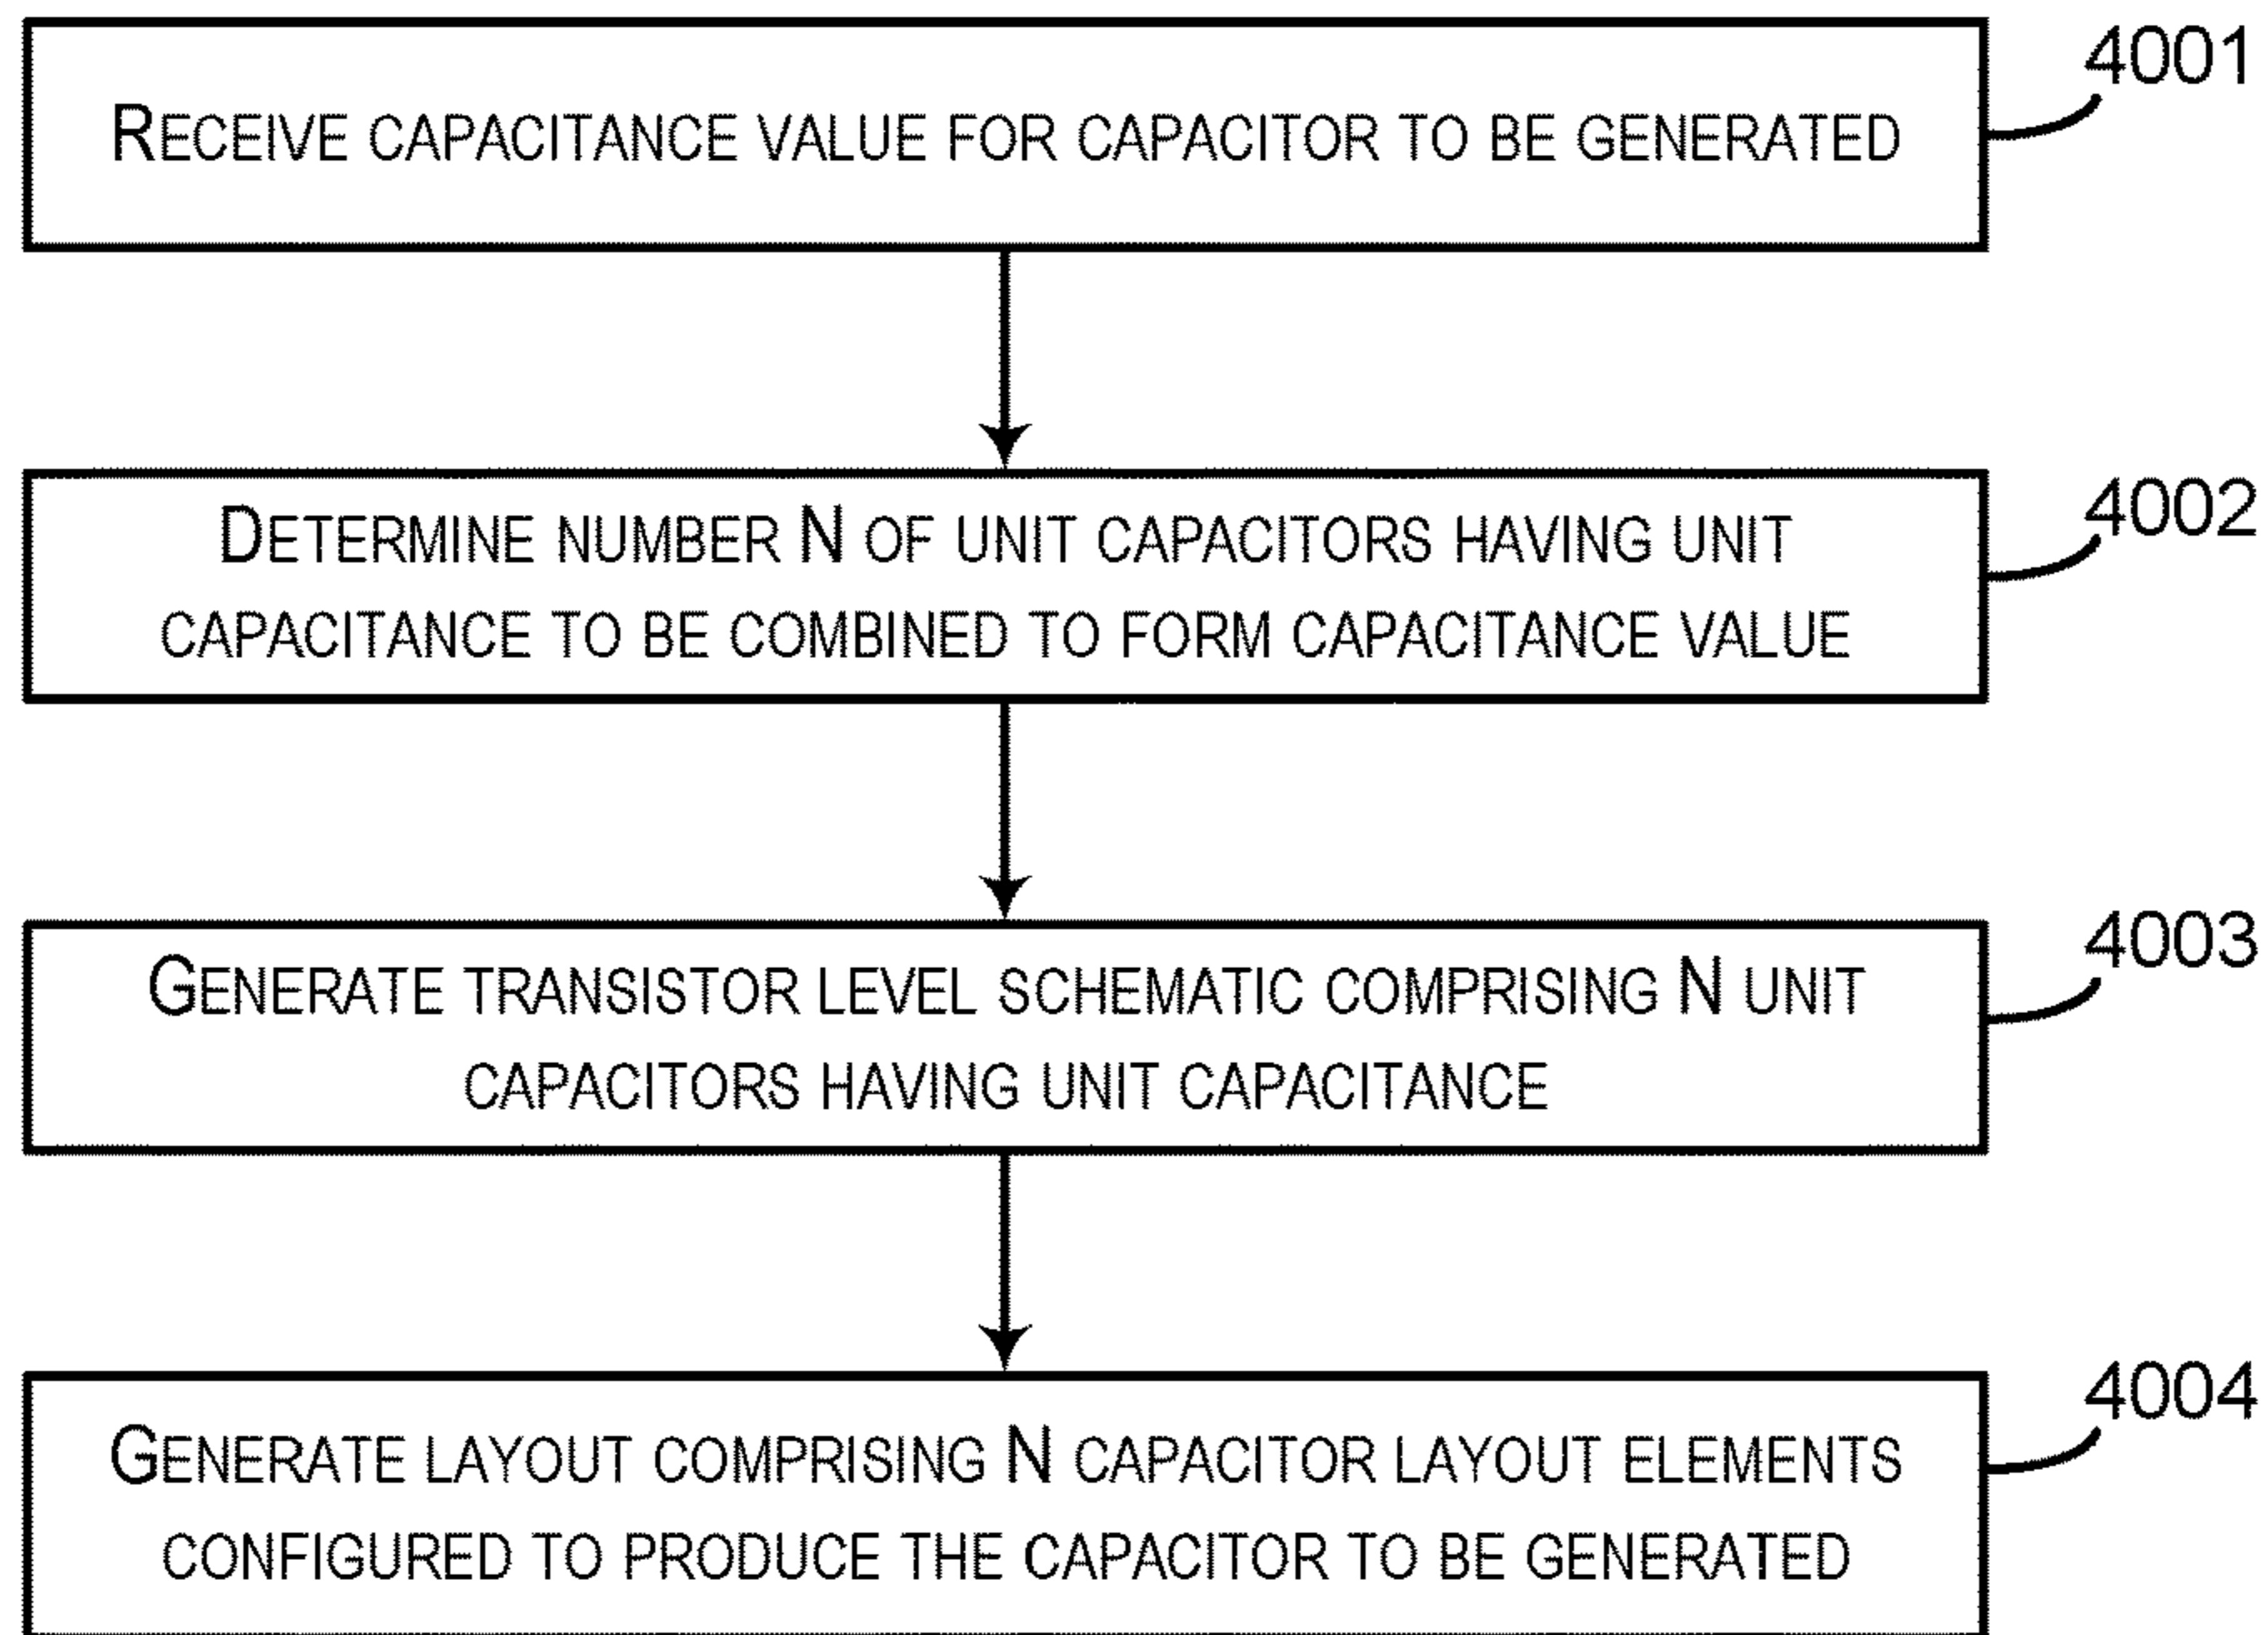 RECEIVE CAPACITANCE VALUE FOR CAPACITOR TO BE GENERATED
4001
DETERMINE NUMBER N OF UNIT CAPACITORS HAVING UNIT
CAPACITANCE TO BE COMBINED TO FORM CAPACITANCE VALUE
4002
GENERATE TRANSISTOR LEVEL SCHEMATIC COMPRISING N UNIT
CAPACITORS HAVING UNIT CAPACITANCE
4003
GENERATE LAYOUT COMPRISING N CAPACITOR LAYOUT ELEMENTS
CONFIGURED TO PRODUCE THE CAPACITOR TO BE GENERATED
4004